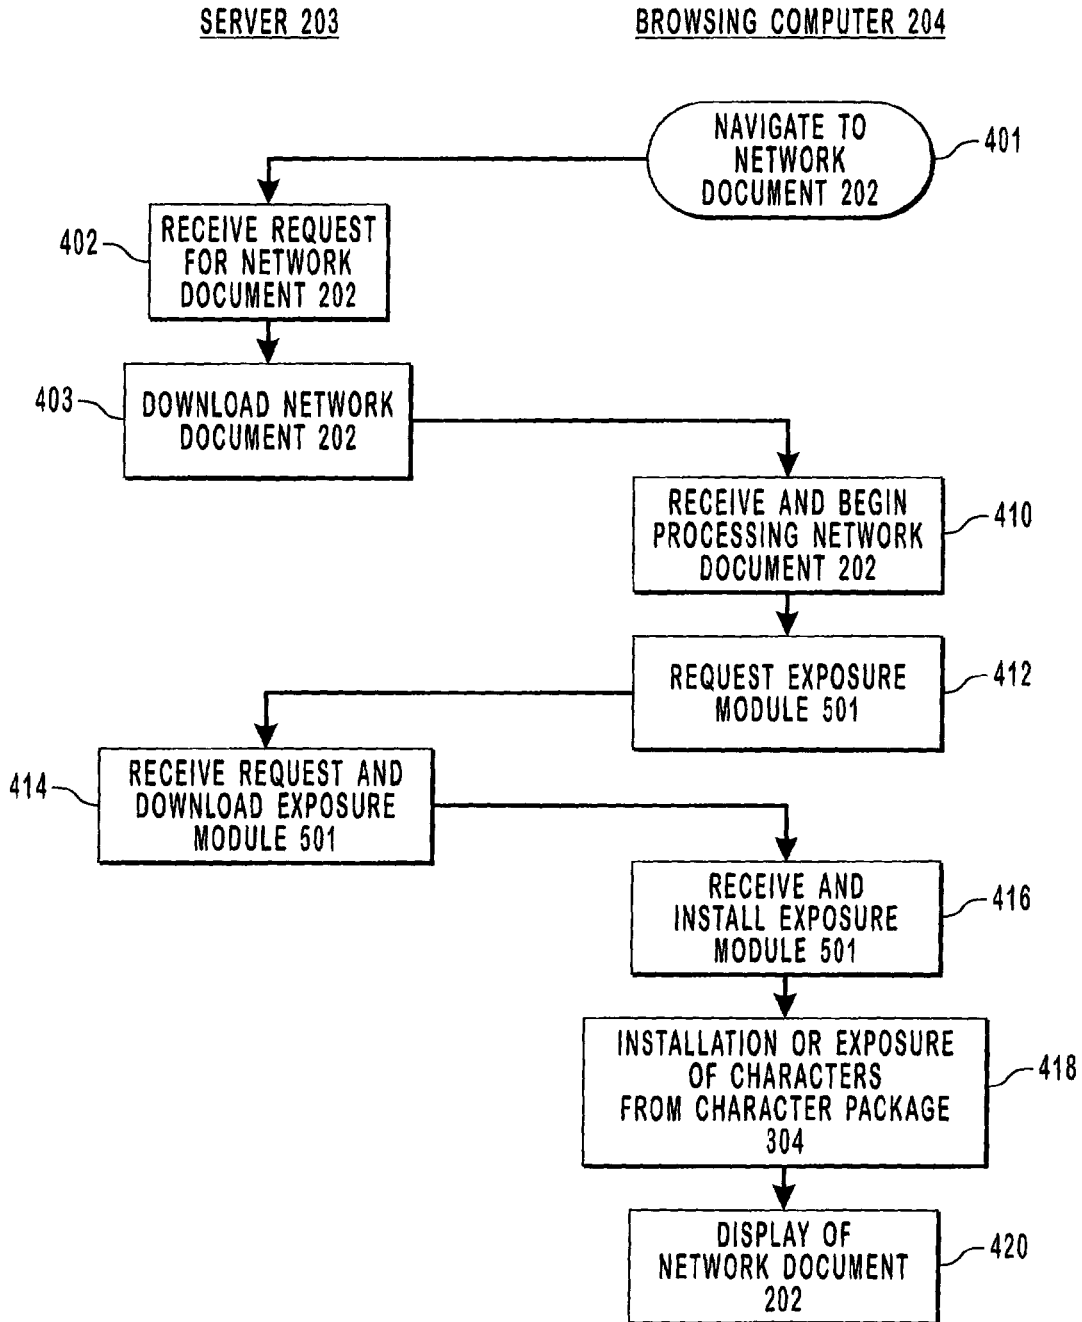 SERVER 203
BROWSING COMPUTER 204
NAVIGATE TO
NETWORK
DOCUMENT 202
401
402
RECEIVE REQUEST
FOR NETWORK
DOCUMENT 202
403
DOWNLOAD NETWORK
DOCUMENT 202
RECEIVE AND BEGIN
PROCESSING NETWORK
DOCUMENT 202
410
REQUEST EXPOSURE
MODULE 501
412
414
RECEIVE REQUEST AND
DOWNLOAD EXPOSURE
MODULE 501
RECEIVE AND
INSTALL EXPOSURE
MODULE 501
416
INSTALLATION OR EXPOSURE
OF CHARACTERS
FROM CHARACTER PACKAGE
304
418
DISPLAY OF
NETWORK DOCUMENT
202
420